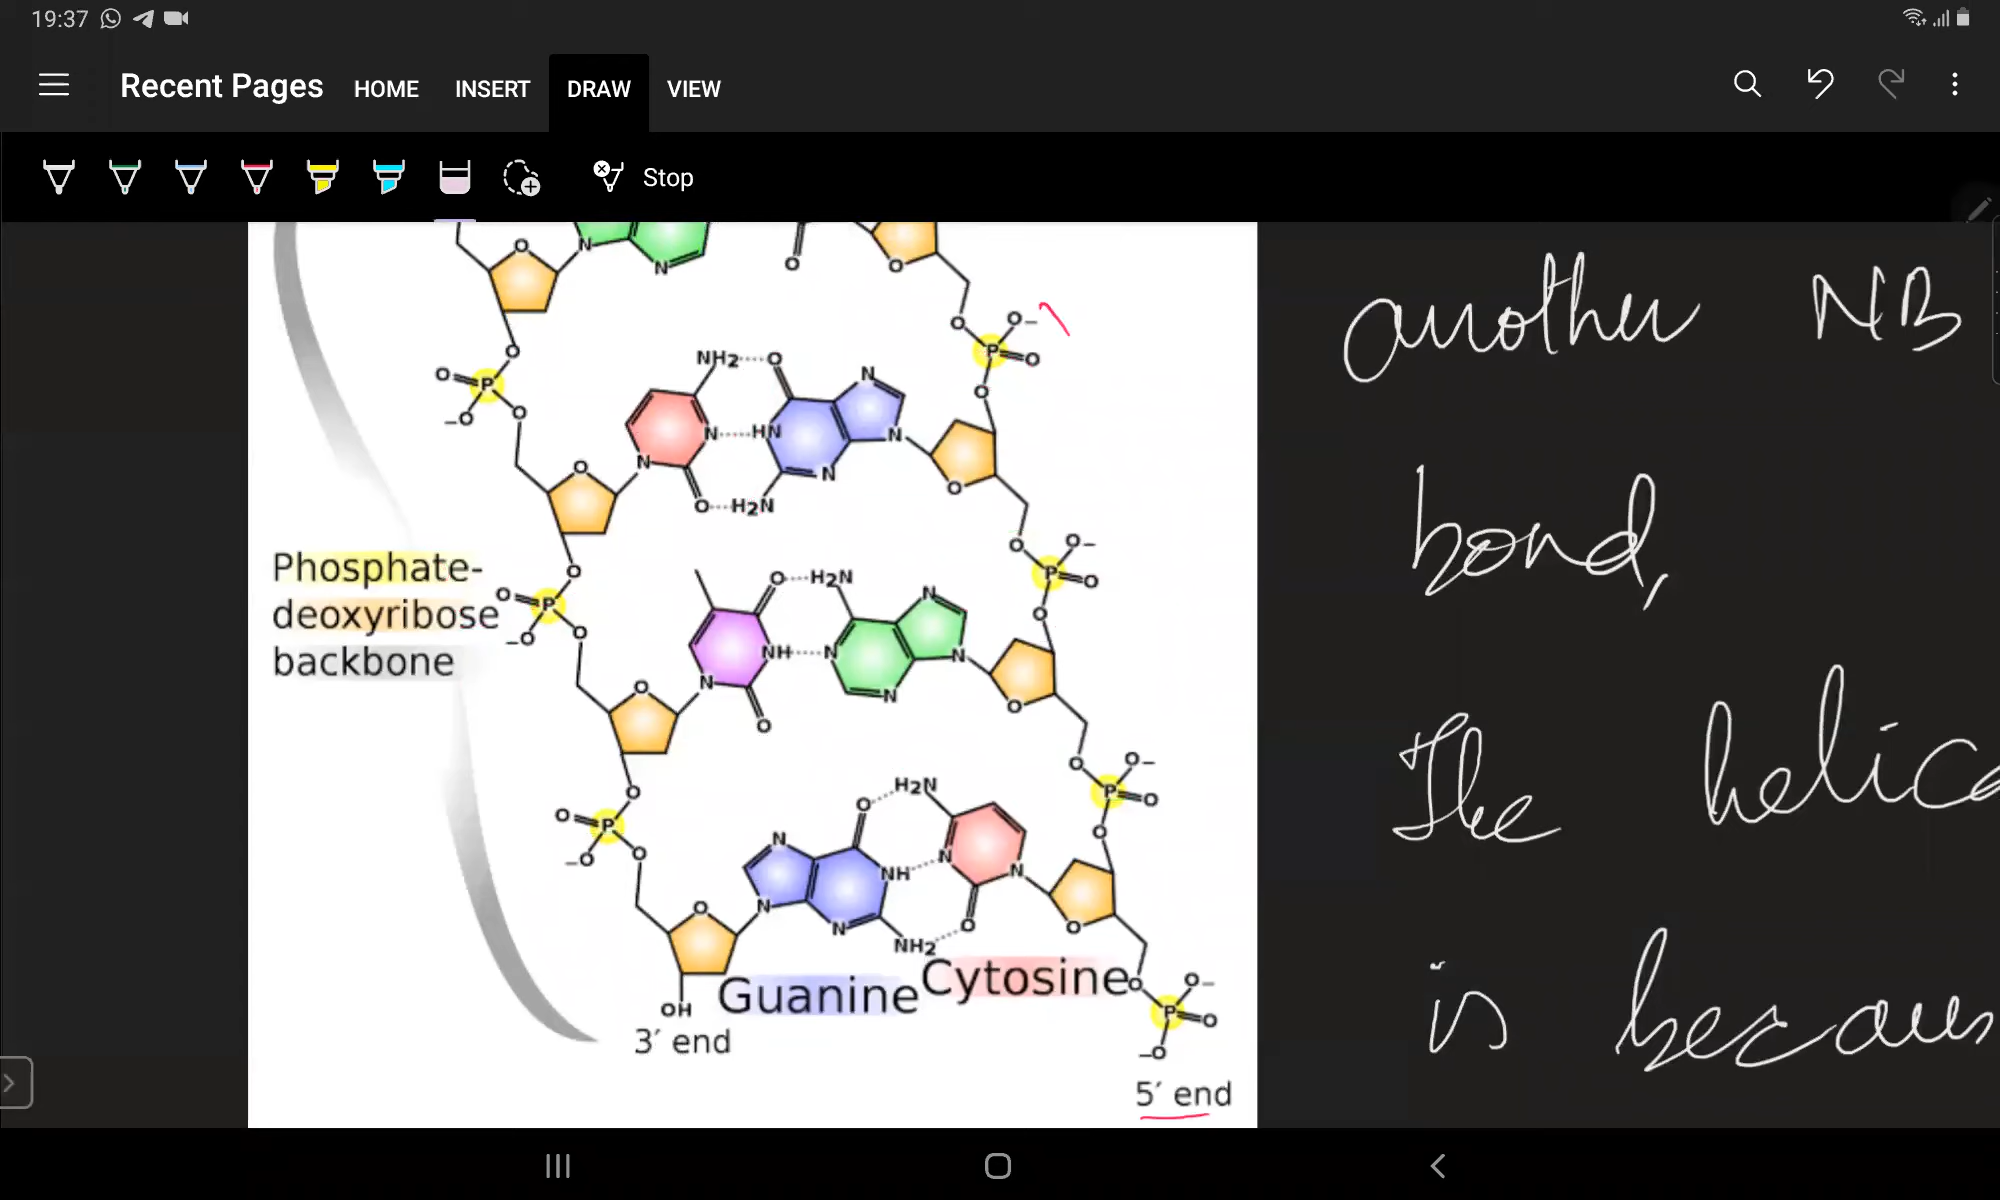 19:37
Recent Pages HOME INSERT DRAW VIEW
Stop
O N N O O
O O O–
O P O
NH2 O
O P O N O
–O O N HN N
O N N O
O H2N
O O O–
Phosphate-
deoxyribose
backbone
O P O H2N N P O
–O O NH N N O
O N N O
O
O O O–
O P O H2N P O
–O O N NH N N O
O N N O O
NH2
Guanine Cytosine
O O–
OH P O
3′ end –O
5′ end
another NB
bond,
The helica
is becaus